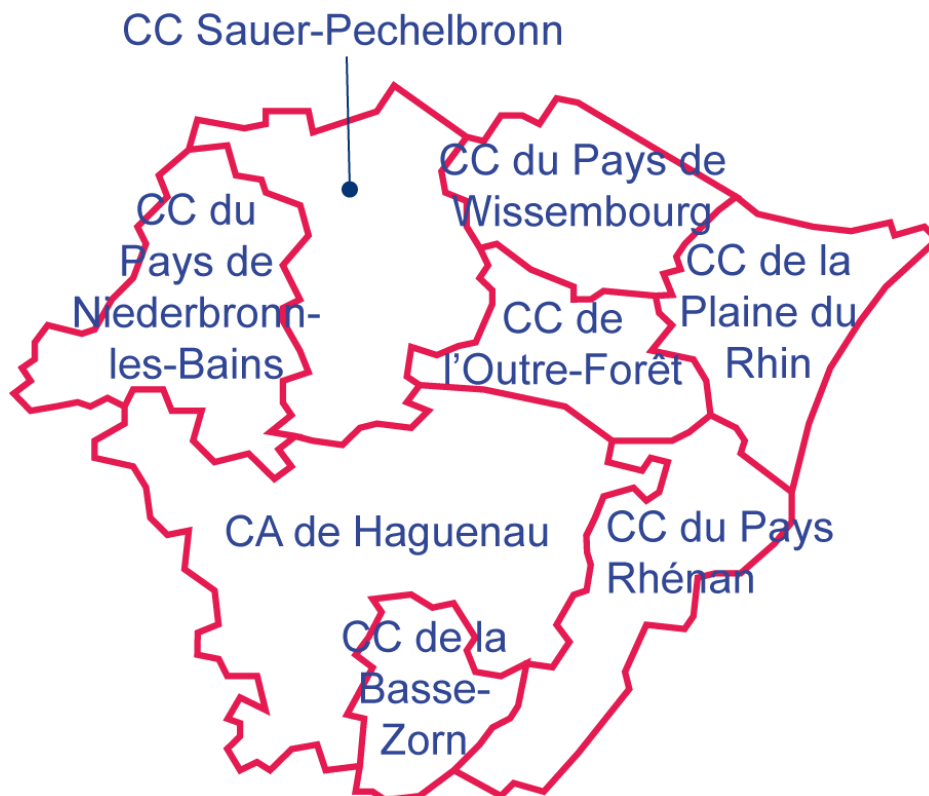 CC Sauer-Pechelbronn
CC du Pays de
Wissembourg
CC du
Pays de
Niederbronn-
les-Bains
CC de la
Plaine du
Rhin
CC de
l’Outre-Forêt
CA de Haguenau
CC du Pays
Rhénan
CC de la
Basse-
Zorn